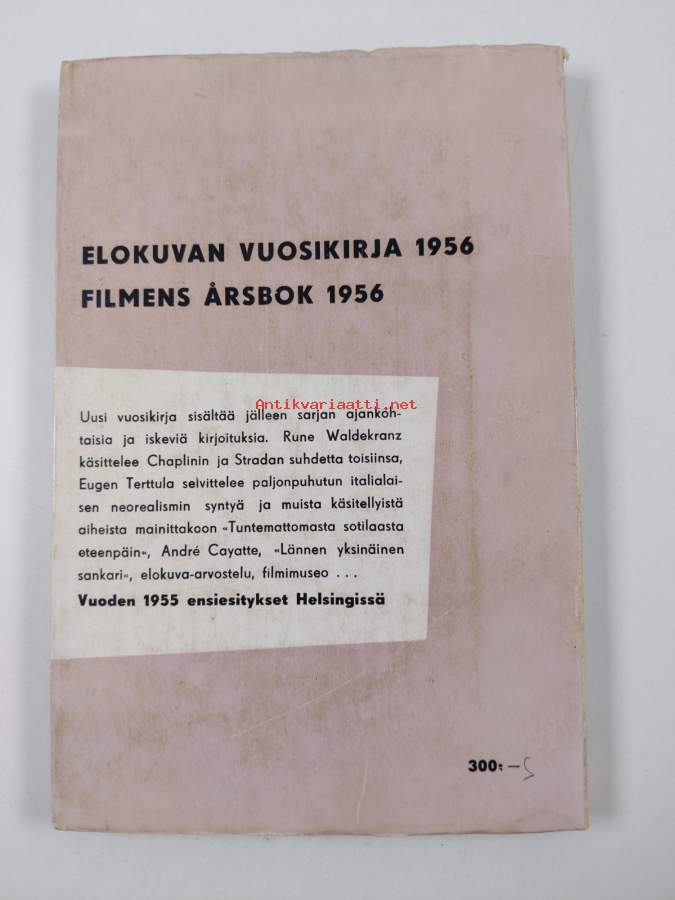 ELOKUVAN VUOSIKIRJA 1956
FILMENS ÅRSBOK 1956
Antikvariaatti.net
Uusi vuosikirja sisältää jälleen sarjan ajankoh-
taisia ja iskeviä kirjoituksia. Rune Waldekranz
käsittelee Chaplinin ja Stradan suhdetta toisiinsa,
Eugen Terttula selvittelee paljonpuhutun italialai-
sen neorealismin syntyä ja muista käsitellyistä
aiheista mainittakoon «Tuntemattomasta sotilaasta
eteenpäin», André Cayatte, «Lännen yksinäinen
sankari», elokuva-arvostelu, filmimuseo ...
Vuoden 1955 ensiesitykset Helsingissä
300:—